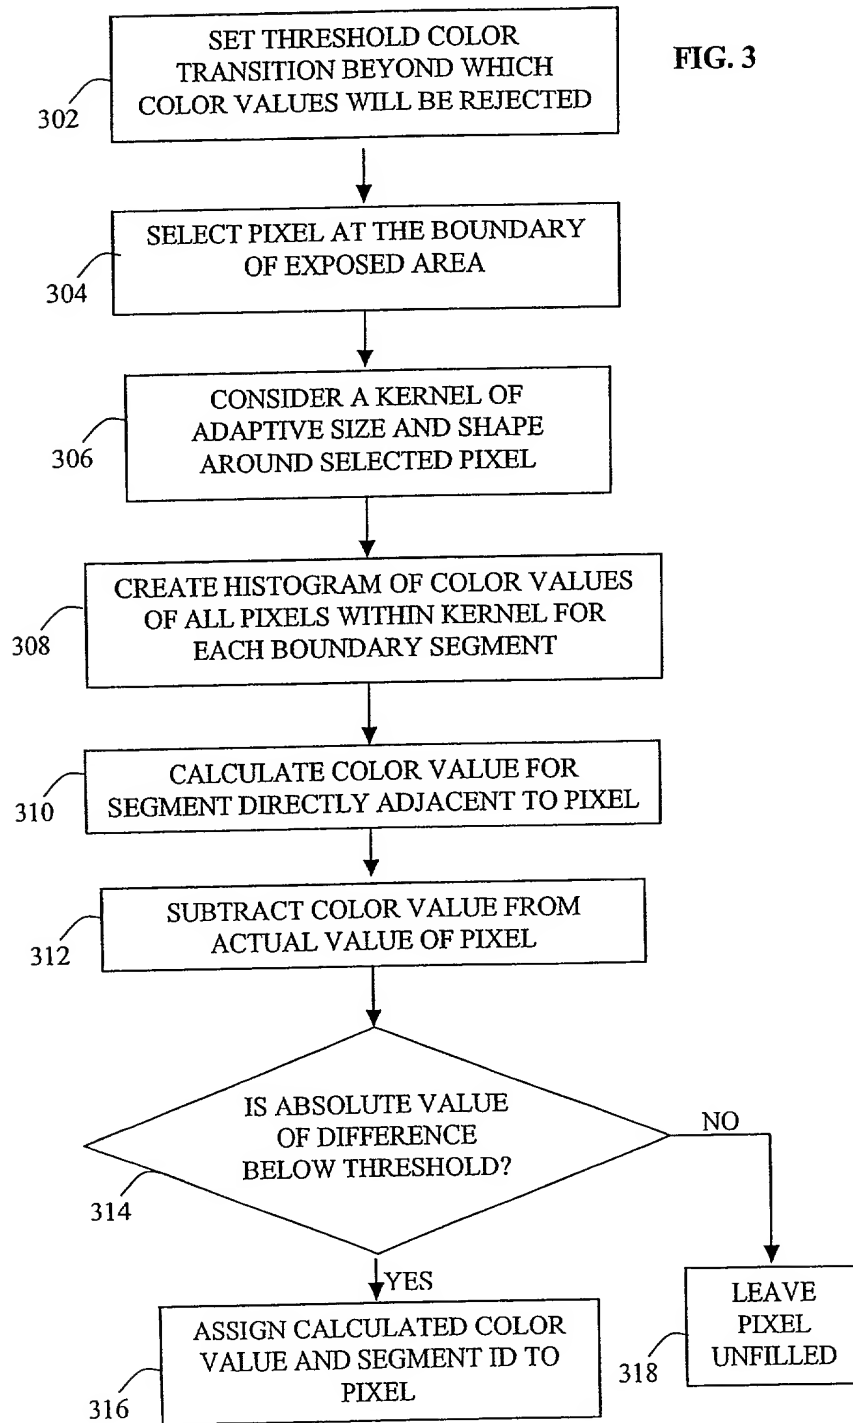 FIG. 3
SET THRESHOLD COLOR
TRANSITION BEYOND WHICH
COLOR VALUES WILL BE REJECTED
302
SELECT PIXEL AT THE BOUNDARY
OF EXPOSED AREA
304
CONSIDER A KERNEL OF
ADAPTIVE SIZE AND SHAPE
AROUND SELECTED PIXEL
306
CREATE HISTOGRAM OF COLOR VALUES
OF ALL PIXELS WITHIN KERNEL FOR
EACH BOUNDARY SEGMENT
308
CALCULATE COLOR VALUE FOR
SEGMENT DIRECTLY ADJACENT TO PIXEL
310
SUBTRACT COLOR VALUE FROM
ACTUAL VALUE OF PIXEL
312
IS ABSOLUTE VALUE
OF DIFFERENCE
BELOW THRESHOLD?
314
NO
YES
ASSIGN CALCULATED COLOR
VALUE AND SEGMENT ID TO
PIXEL
316
LEAVE
PIXEL
UNFILLED
318